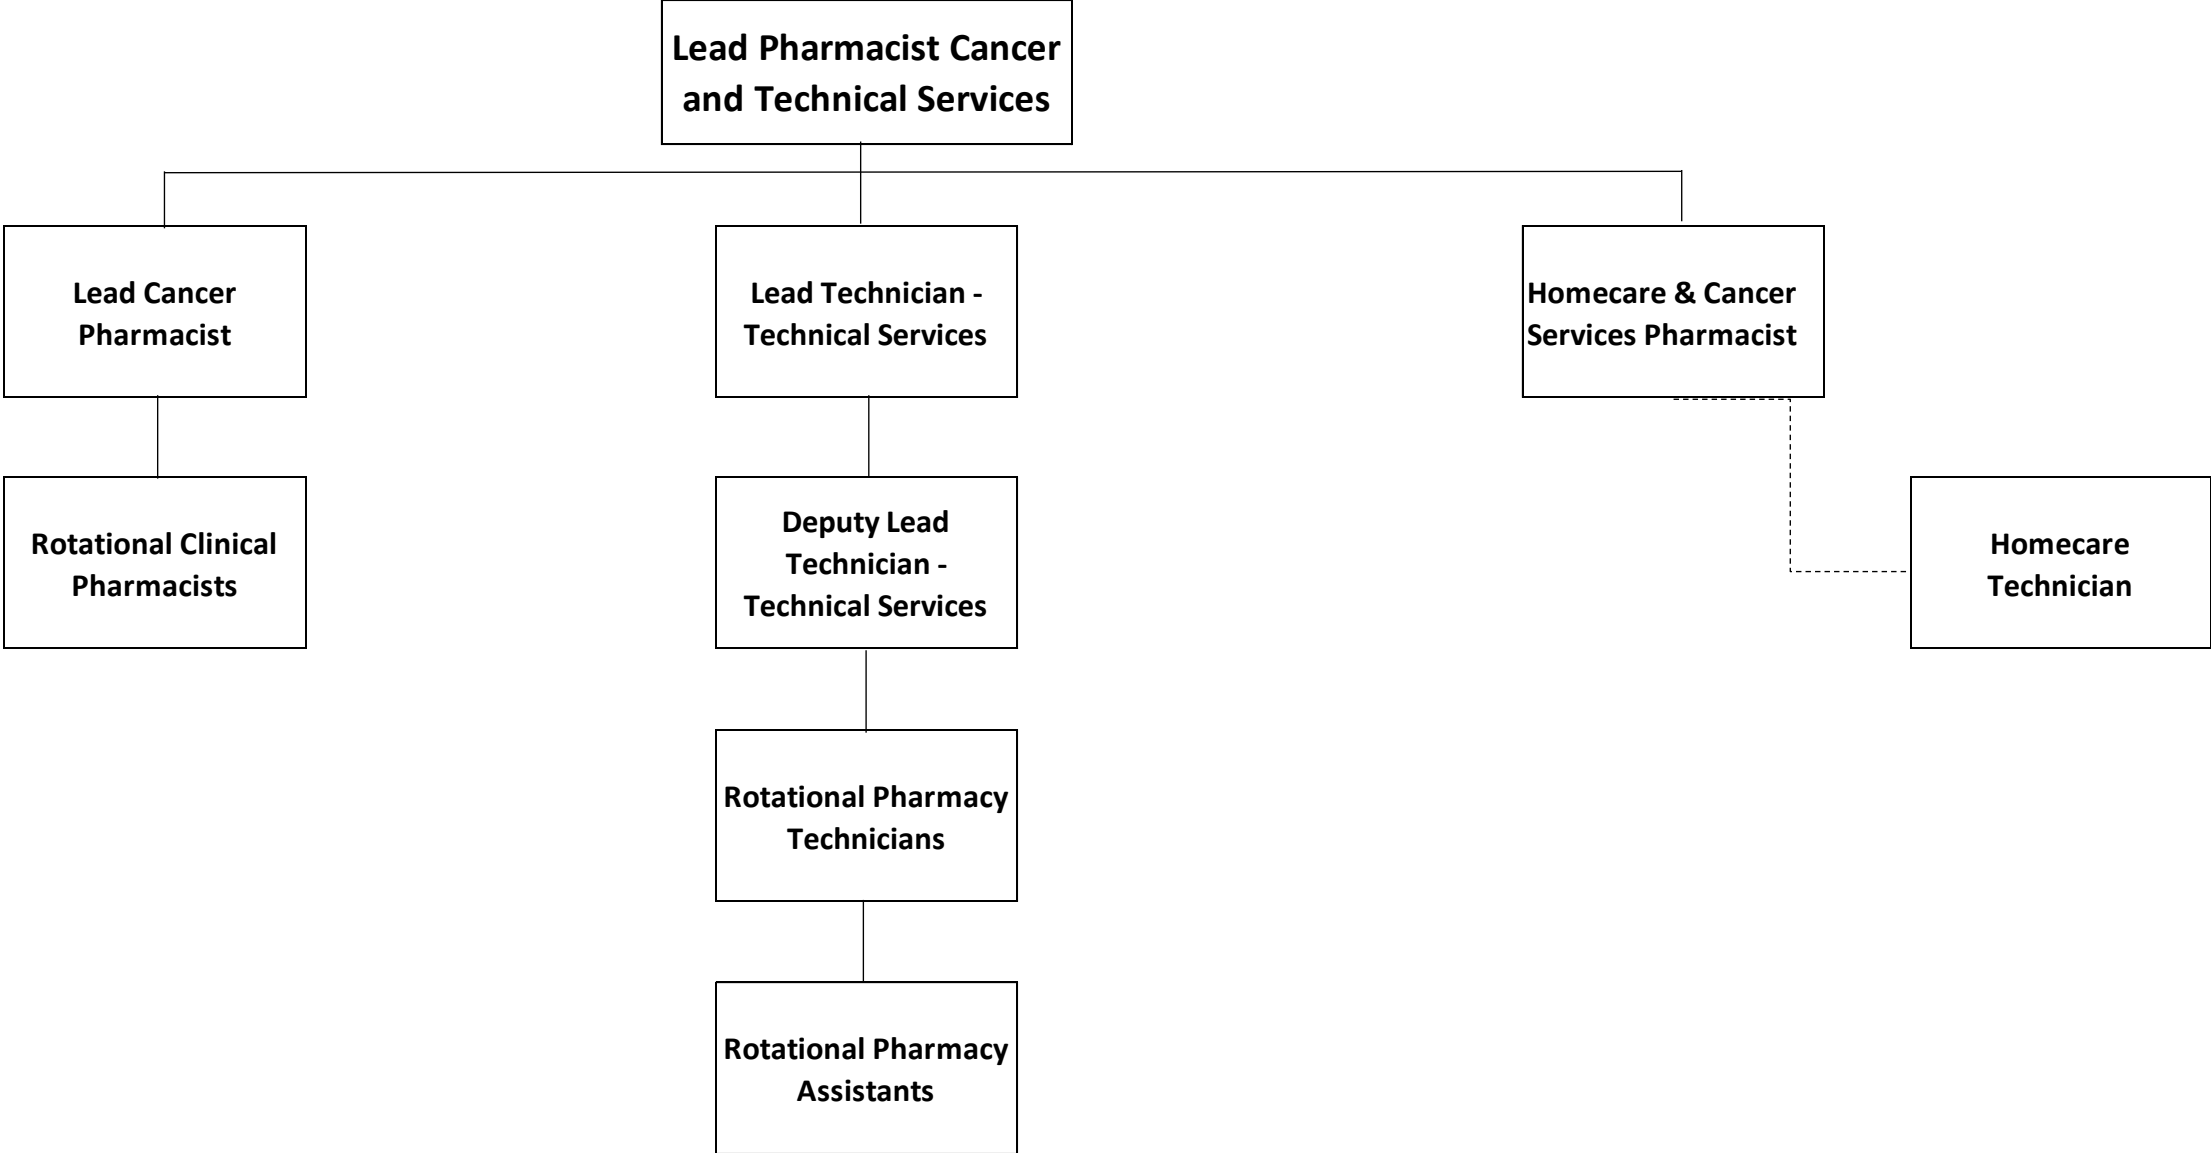 Lead Pharmacist Cancer
and Technical Services
Lead Cancer
Pharmacist
Lead Technician -
Technical Services
Homecare & Cancer
Services Pharmacist
Rotational Clinical
Pharmacists
Deputy Lead
Technician -
Technical Services
Homecare
Technician
Rotational Pharmacy
Technicians
Rotational Pharmacy
Assistants